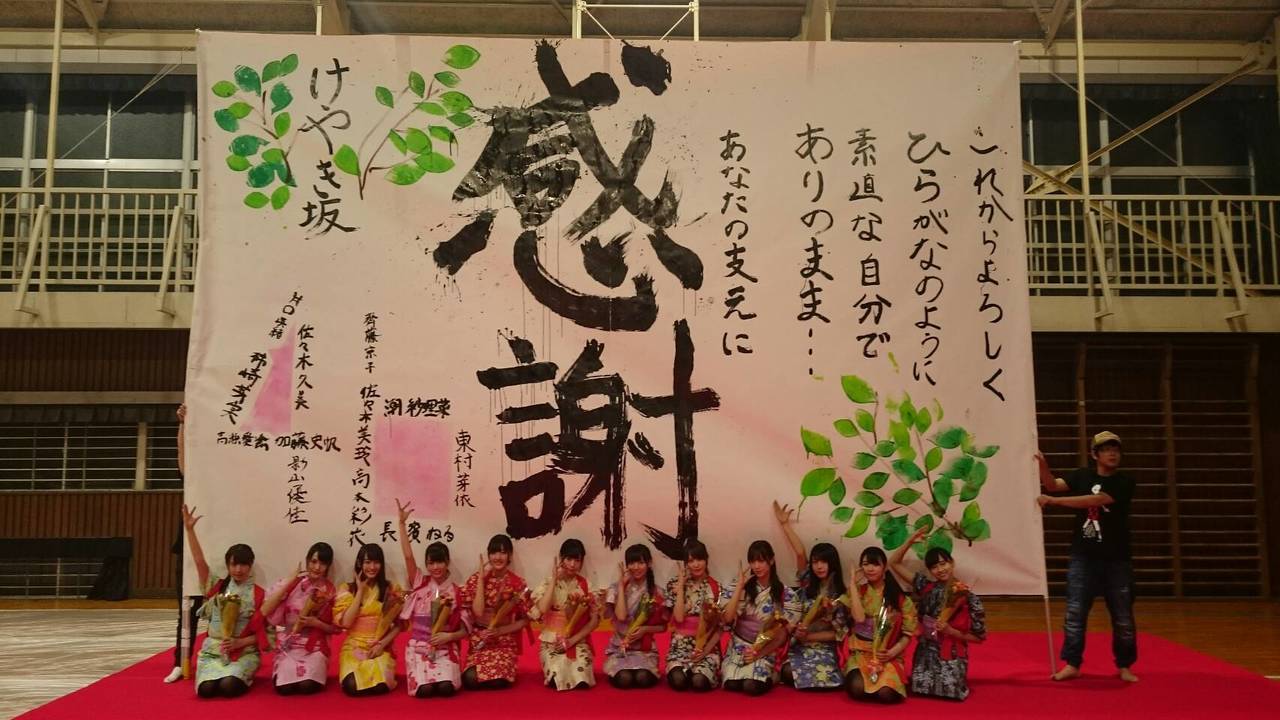 これからよろしく
ひらがなのように
素直な自分で
ありのまま…
あなたの支えに
感謝
けやき坂
東村芽依
潮紗理菜
長濱ねる
高本彩花
佐々木美玲
齊藤京子
佐々木久美
影山優佳
加藤史帆
高瀬愛奈
柿崎芽実
井口眞緒